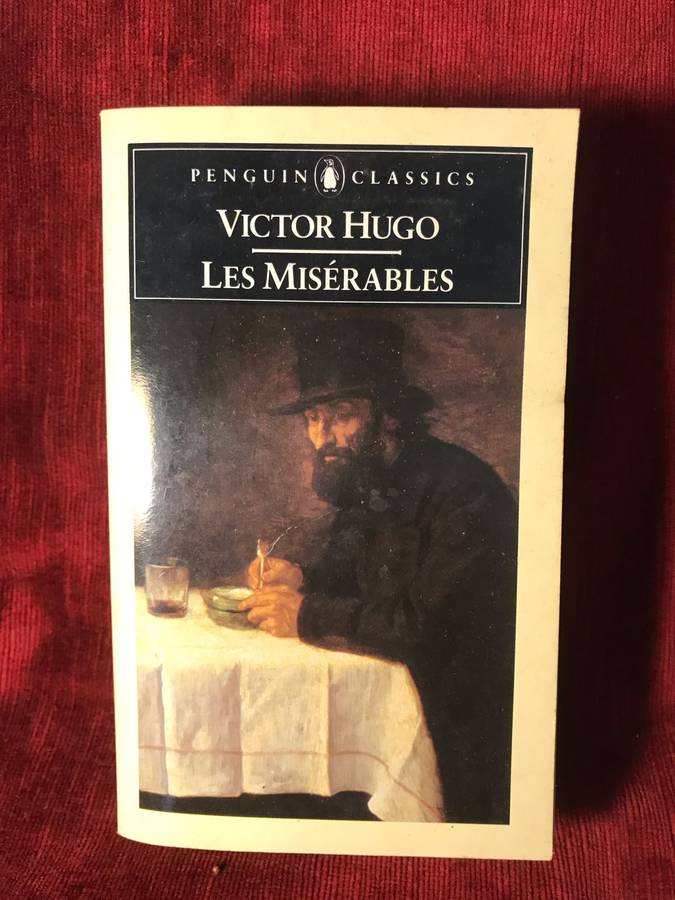 PENGUIN CLASSICS
VICTOR HUGO
LES MISÉRABLES